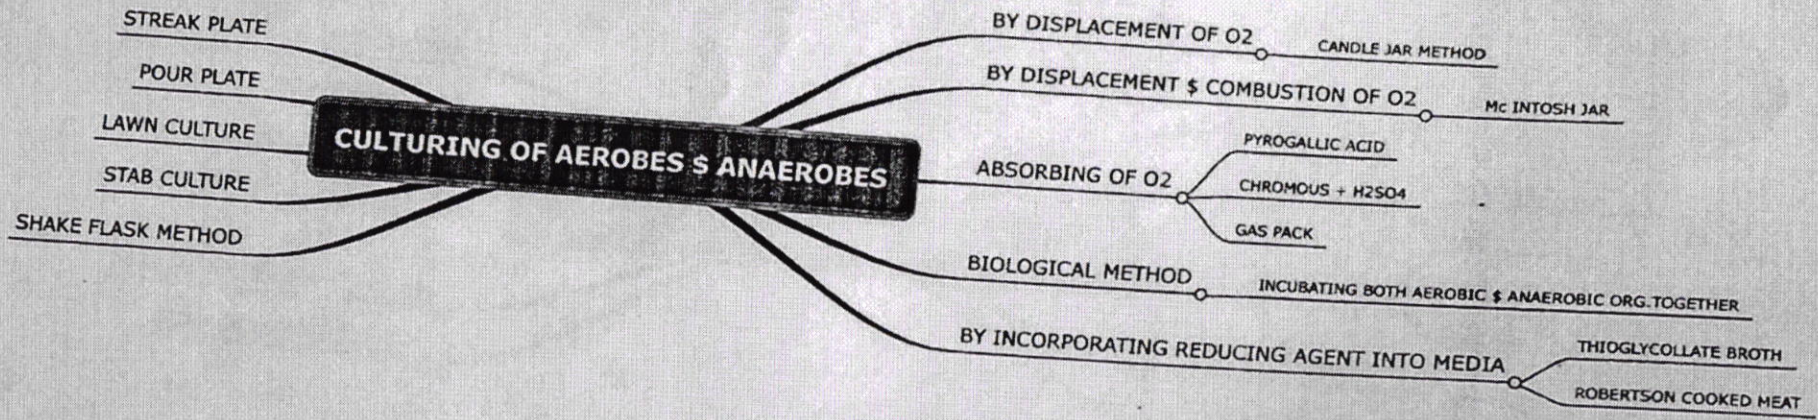 STREAK PLATE
POUR PLATE
LAWN CULTURE
STAB CULTURE
SHAKE FLASK METHOD
CULTURING OF AEROBES $ ANAEROBES
BY DISPLACEMENT OF O2
CANDLE JAR METHOD
BY DISPLACEMENT $ COMBUSTION OF O2
Mc INTOSH JAR
ABSORBING OF O2
PYROGALLIC ACID
CHROMOUS + H2SO4
GAS PACK
BIOLOGICAL METHOD
INCUBATING BOTH AEROBIC $ ANAEROBIC ORG.TOGETHER
BY INCORPORATING REDUCING AGENT INTO MEDIA
THIOGLYCOLLATE BROTH
ROBERTSON COOKED MEAT